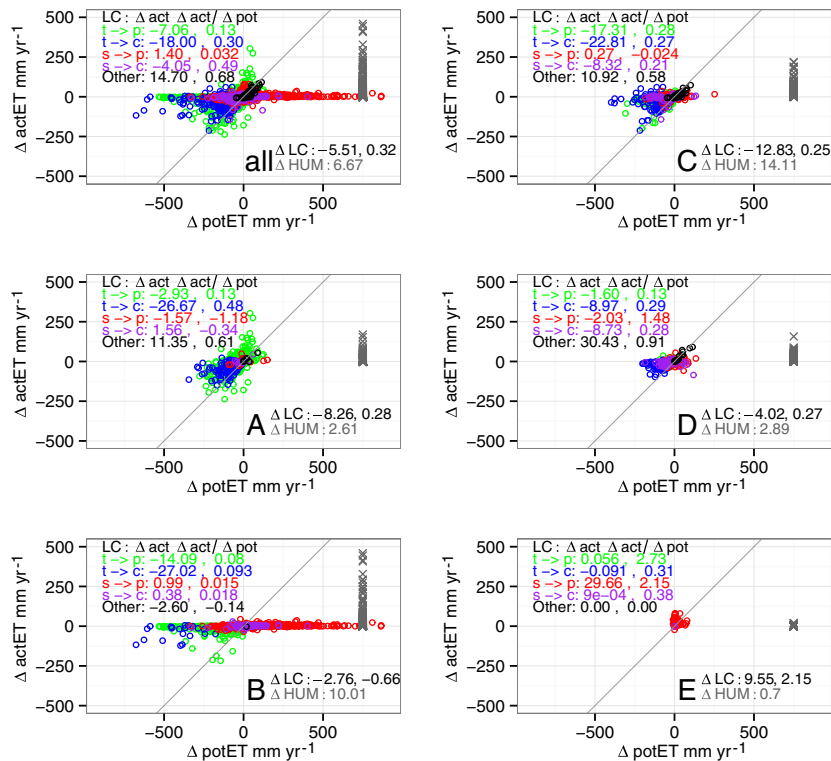 LC : Δ act Δ act/ Δ pot
t −> p: −7.06 , 0.13
t −> c: −18.00 , 0.30
s −> p: 1.40 , 0.032
s −> c: −4.05 , 0.49
Other: 14.70 , 0.68
500
250
0
−250
−500
Δ actET mm yr-1
all
Δ LC : −5.51, 0.32
Δ HUM : 6.67
−500 0 500
Δ potET mm yr-1
LC : Δ act Δ act/ Δ pot
t −> p: −17.31 , 0.28
t −> c: −22.81 , 0.27
s −> p: 0.27 , −0.024
s −> c: −8.32 , 0.21
Other: 10.92 , 0.58
500
250
0
−250
−500
Δ actET mm yr-1
C
Δ LC : −12.83, 0.25
Δ HUM : 14.11
−500 0 500
Δ potET mm yr-1
LC : Δ act Δ act/ Δ pot
t −> p: −2.93 , 0.13
t −> c: −26.67 , 0.48
s −> p: −1.57 , −1.18
s −> c: 1.56 , −0.34
Other: 11.35 , 0.61
500
250
0
−250
−500
Δ actET mm yr-1
A
Δ LC : −8.26, 0.28
Δ HUM : 2.61
−500 0 500
Δ potET mm yr-1
LC : Δ act Δ act/ Δ pot
t −> p: −1.60 , 0.13
t −> c: −8.97 , 0.29
s −> p: −2.03 , 1.48
s −> c: −8.73 , 0.28
Other: 30.43 , 0.91
500
250
0
−250
−500
Δ actET mm yr-1
D
Δ LC : −4.02, 0.27
Δ HUM : 2.89
−500 0 500
Δ potET mm yr-1
LC : Δ act Δ act/ Δ pot
t −> p: −14.09 , 0.08
t −> c: −27.02 , 0.093
s −> p: 0.99 , 0.015
s −> c: 0.38 , 0.018
Other: −2.60 , −0.14
500
250
0
−250
−500
Δ actET mm yr-1
B
Δ LC : −2.76, −0.66
Δ HUM : 10.01
−500 0 500
Δ potET mm yr-1
LC : Δ act Δ act/ Δ pot
t −> p: 0.056 , 2.73
t −> c: −0.091 , 0.31
s −> p: 29.66 , 2.15
s −> c: 9e−04 , 0.38
Other: 0.00 , 0.00
500
250
0
−250
−500
Δ actET mm yr-1
E
Δ LC : 9.55, 2.15
Δ HUM : 0.7
−500 0 500
Δ potET mm yr-1